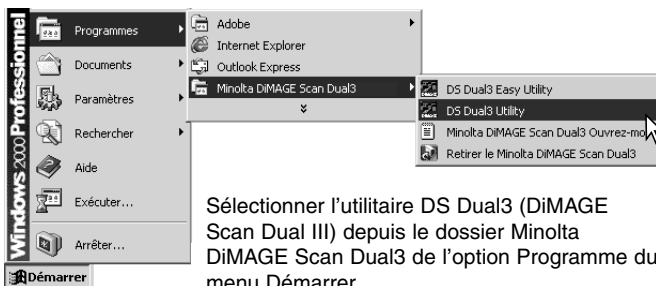 Windows 2000 Professionnel
Programmes
Documents
Paramètres
Rechercher
Aide
Exécuter...
Arrêter...
Démarrer
Adobe
Internet Explorer
Outlook Express
Minolta DiMAGE Scan Dual3
DS Dual3 Easy Utility
DS Dual3 Utility
Minolta DiMAGE Scan Dual3 Ouvrez-mo
Retirer le Minolta DiMAGE Scan Dual3
Sélectionner l’utilitaire DS Dual3 (DiMAGE
Scan Dual III) depuis le dossier Minolta
DiMAGE Scan Dual3 de l’option Programme du
menu Démarrer